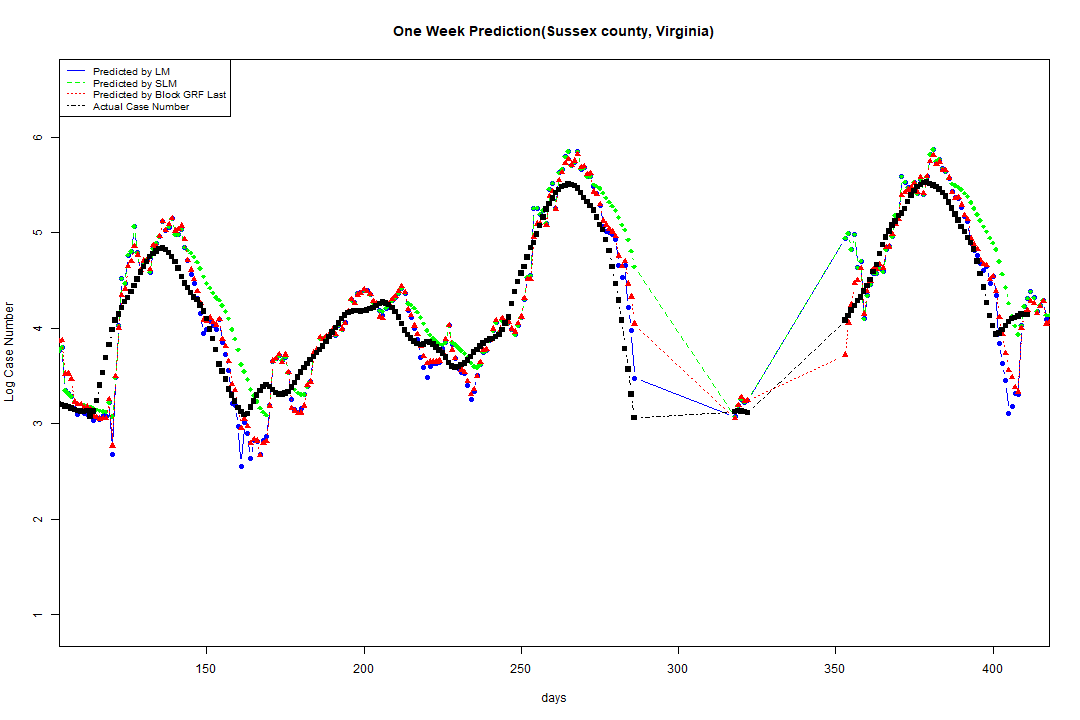 One Week Prediction(Sussex county, Virginia)
Predicted by LM
Predicted by SLM
Predicted by Block GRF Last
Actual Case Number
Log Case Number
6
5
4
3
2
1
150 200 250 300 350 400
days